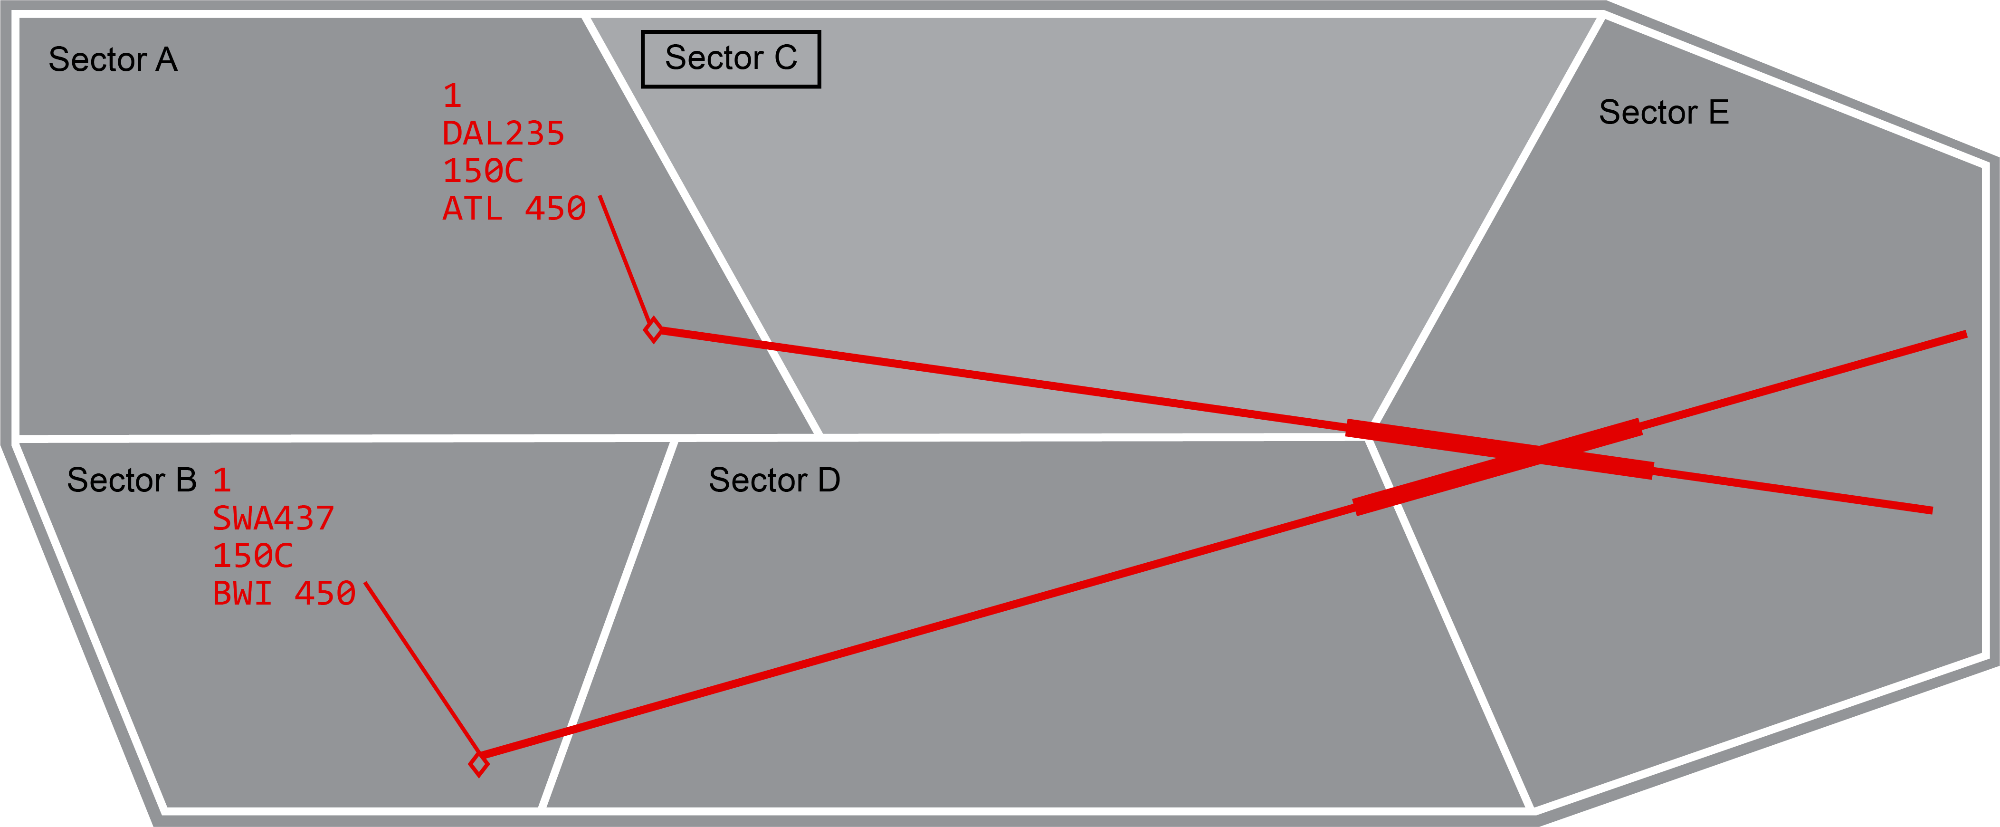 Sector A
Sector C
Sector E
1
DAL235
150C
ATL 450
Sector B
1
SWA437
150C
BWI 450
Sector D